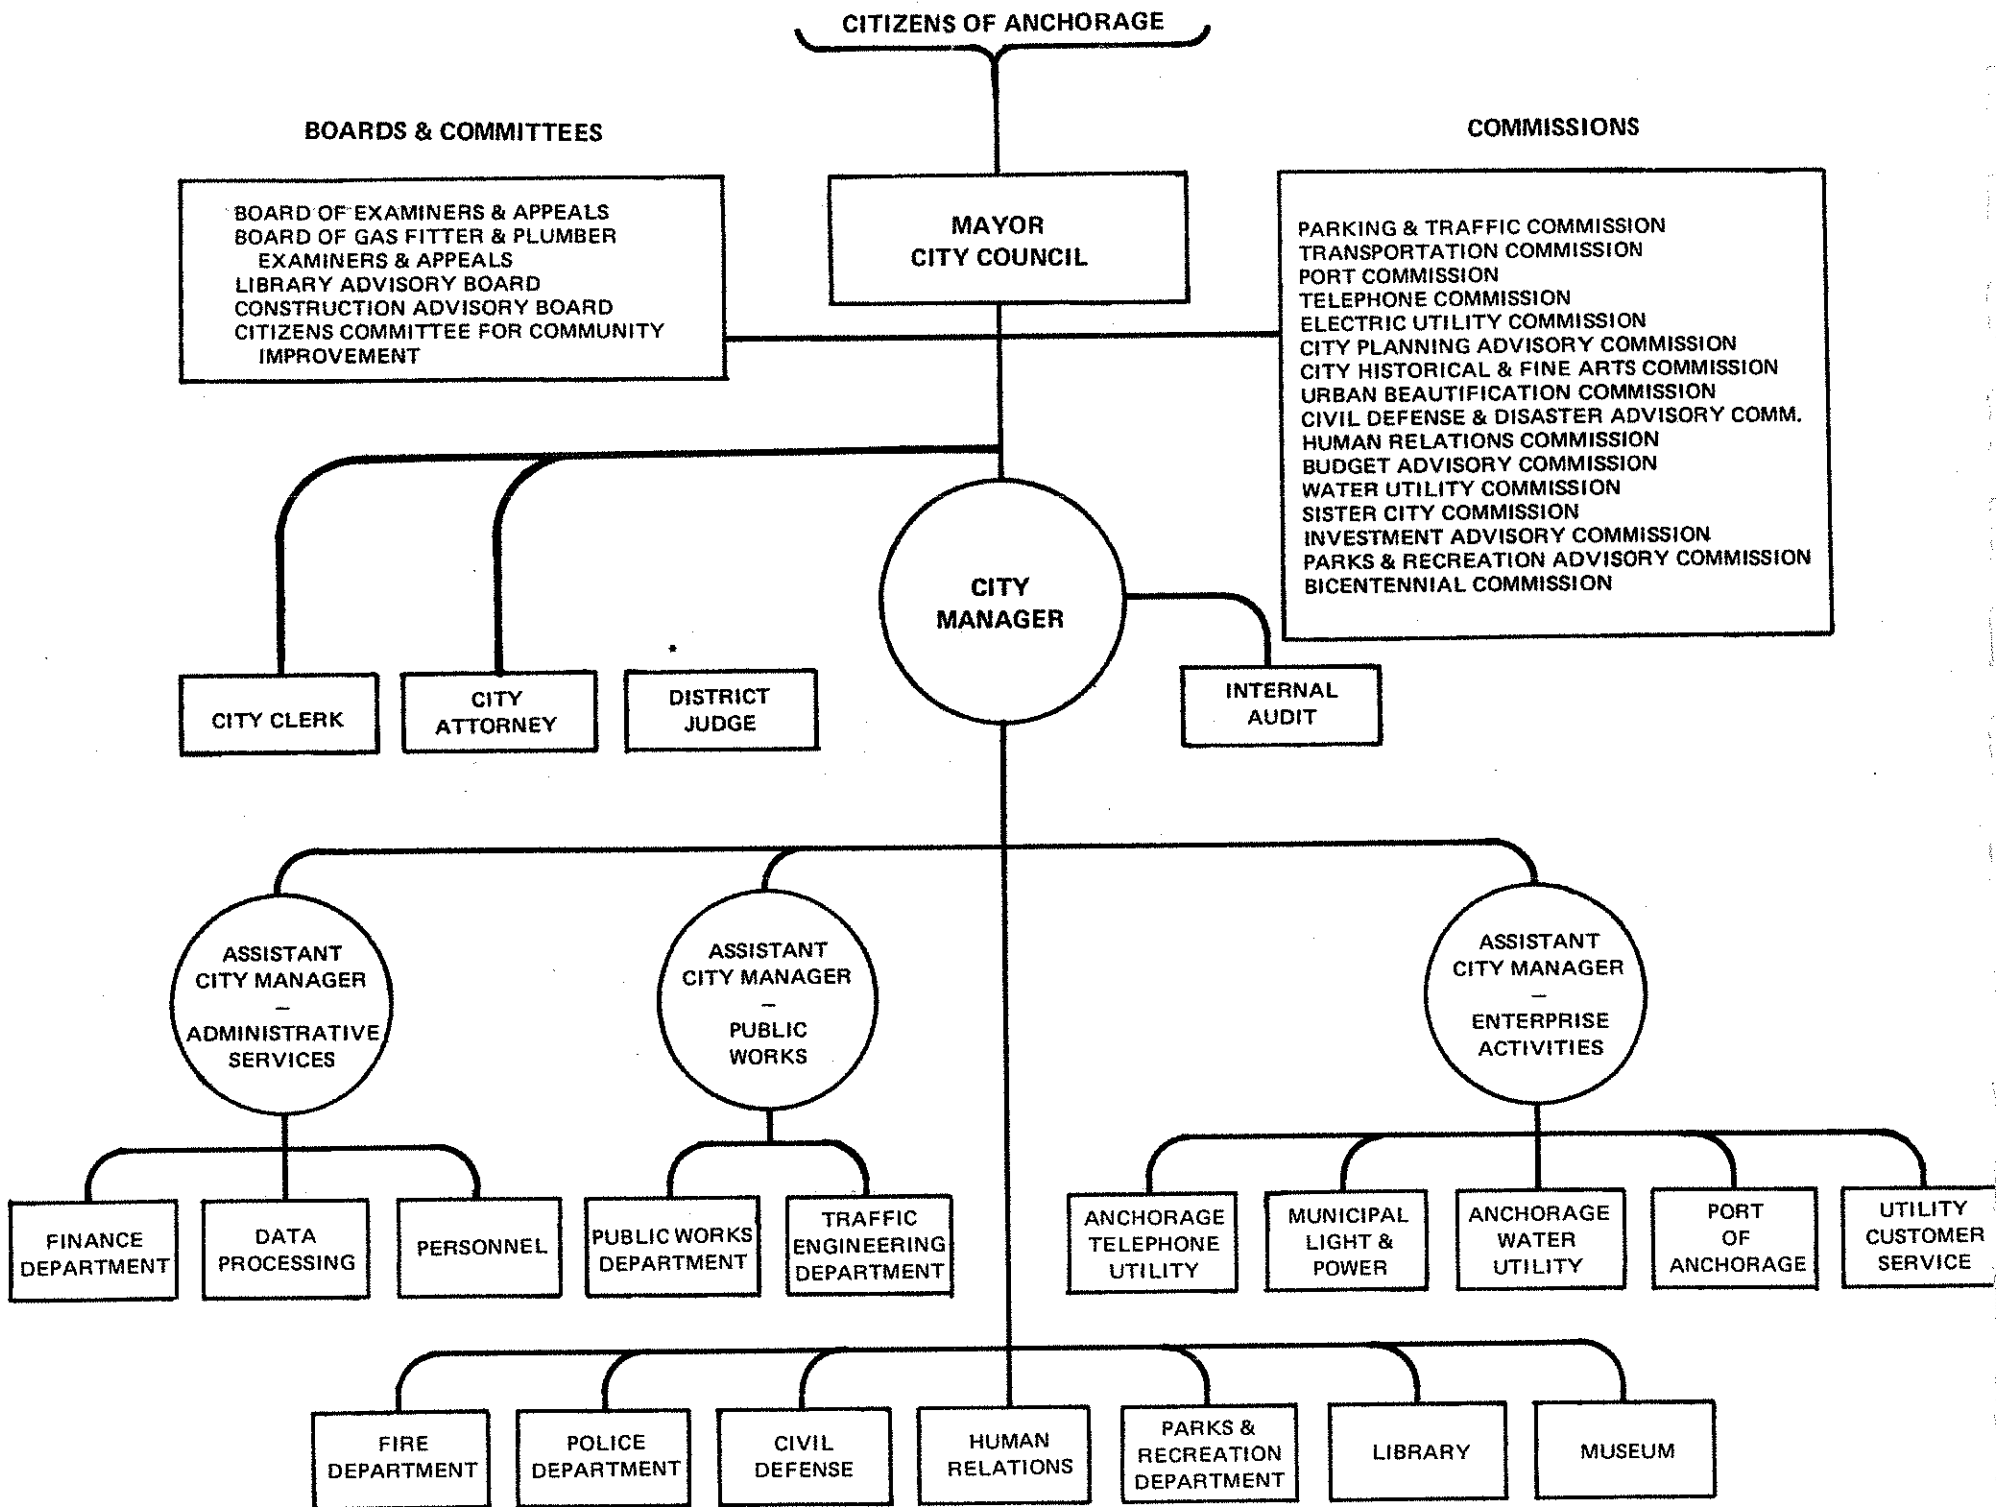 CITIZENS OF ANCHORAGE
BOARDS & COMMITTEES
COMMISSIONS
BOARD OF EXAMINERS & APPEALS
BOARD OF GAS FITTER & PLUMBER
EXAMINERS & APPEALS
LIBRARY ADVISORY BOARD
CONSTRUCTION ADVISORY BOARD
CITIZENS COMMITTEE FOR COMMUNITY
IMPROVEMENT
MAYOR
CITY COUNCIL
PARKING & TRAFFIC COMMISSION
TRANSPORTATION COMMISSION
PORT COMMISSION
TELEPHONE COMMISSION
ELECTRIC UTILITY COMMISSION
CITY PLANNING ADVISORY COMMISSION
CITY HISTORICAL & FINE ARTS COMMISSION
URBAN BEAUTIFICATION COMMISSION
CIVIL DEFENSE & DISASTER ADVISORY COMM.
HUMAN RELATIONS COMMISSION
BUDGET ADVISORY COMMISSION
WATER UTILITY COMMISSION
SISTER CITY COMMISSION
INVESTMENT ADVISORY COMMISSION
PARKS & RECREATION ADVISORY COMMISSION
BICENTENNIAL COMMISSION
CITY
MANAGER
CITY CLERK
CITY
ATTORNEY
DISTRICT
JUDGE
INTERNAL
AUDIT
ASSISTANT
CITY MANAGER
–
ADMINISTRATIVE
SERVICES
ASSISTANT
CITY MANAGER
–
PUBLIC
WORKS
ASSISTANT
CITY MANAGER
–
ENTERPRISE
ACTIVITIES
FINANCE
DEPARTMENT
DATA
PROCESSING
PERSONNEL
PUBLIC WORKS
DEPARTMENT
TRAFFIC
ENGINEERING
DEPARTMENT
ANCHORAGE
TELEPHONE
UTILITY
MUNICIPAL
LIGHT &
POWER
ANCHORAGE
WATER
UTILITY
PORT
OF
ANCHORAGE
UTILITY
CUSTOMER
SERVICE
FIRE
DEPARTMENT
POLICE
DEPARTMENT
CIVIL
DEFENSE
HUMAN
RELATIONS
PARKS &
RECREATION
DEPARTMENT
LIBRARY
MUSEUM